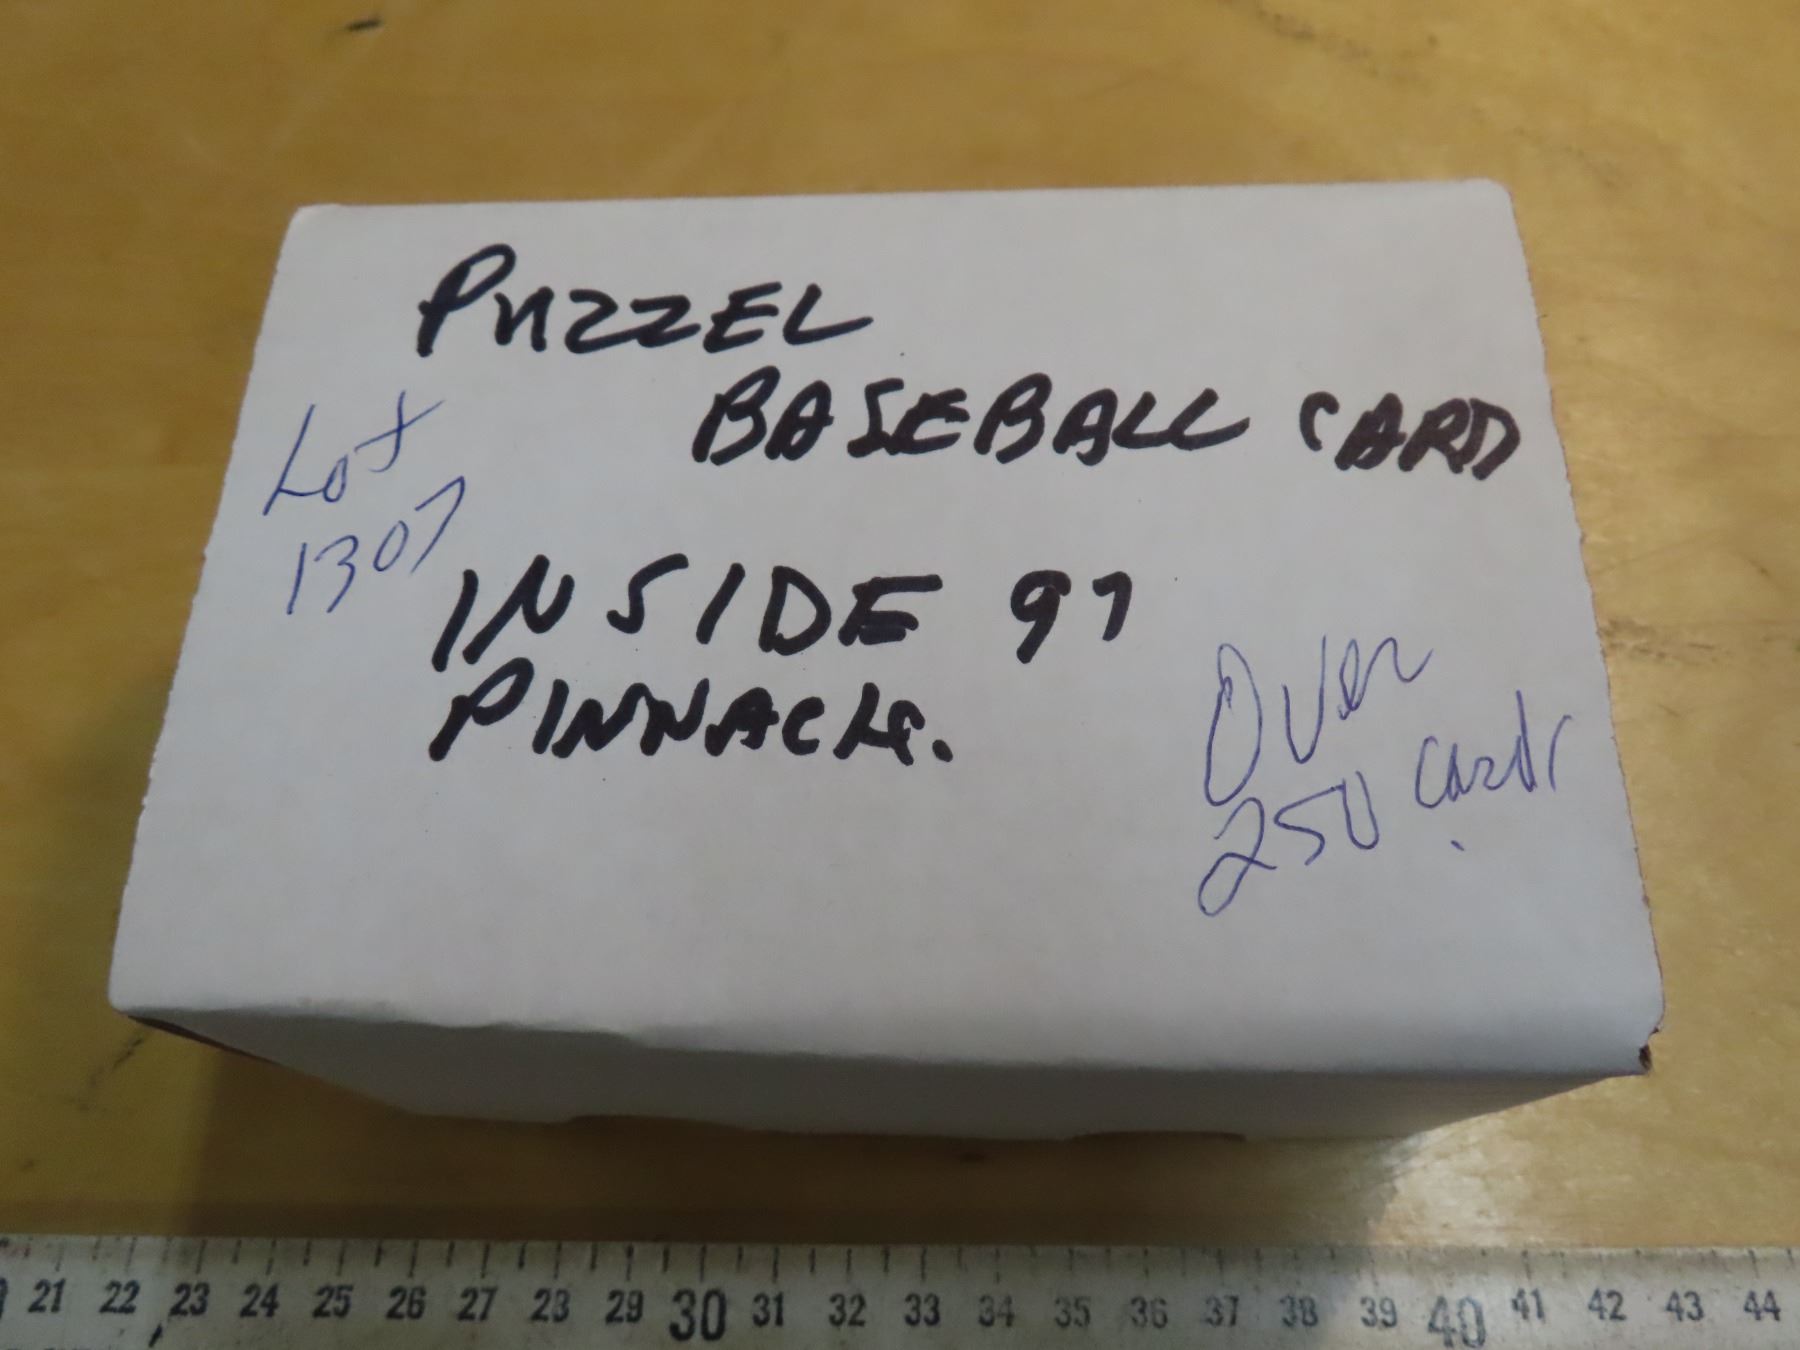 PUZZEL
BASEBALL CARD
Lot
1307
INSIDE 97
PINNACLE.
Over
250 cards
21 22 23 24 25 26 27 28 29 30 31 32 33 34 35 36 37 38 39 40 41 42 43 44